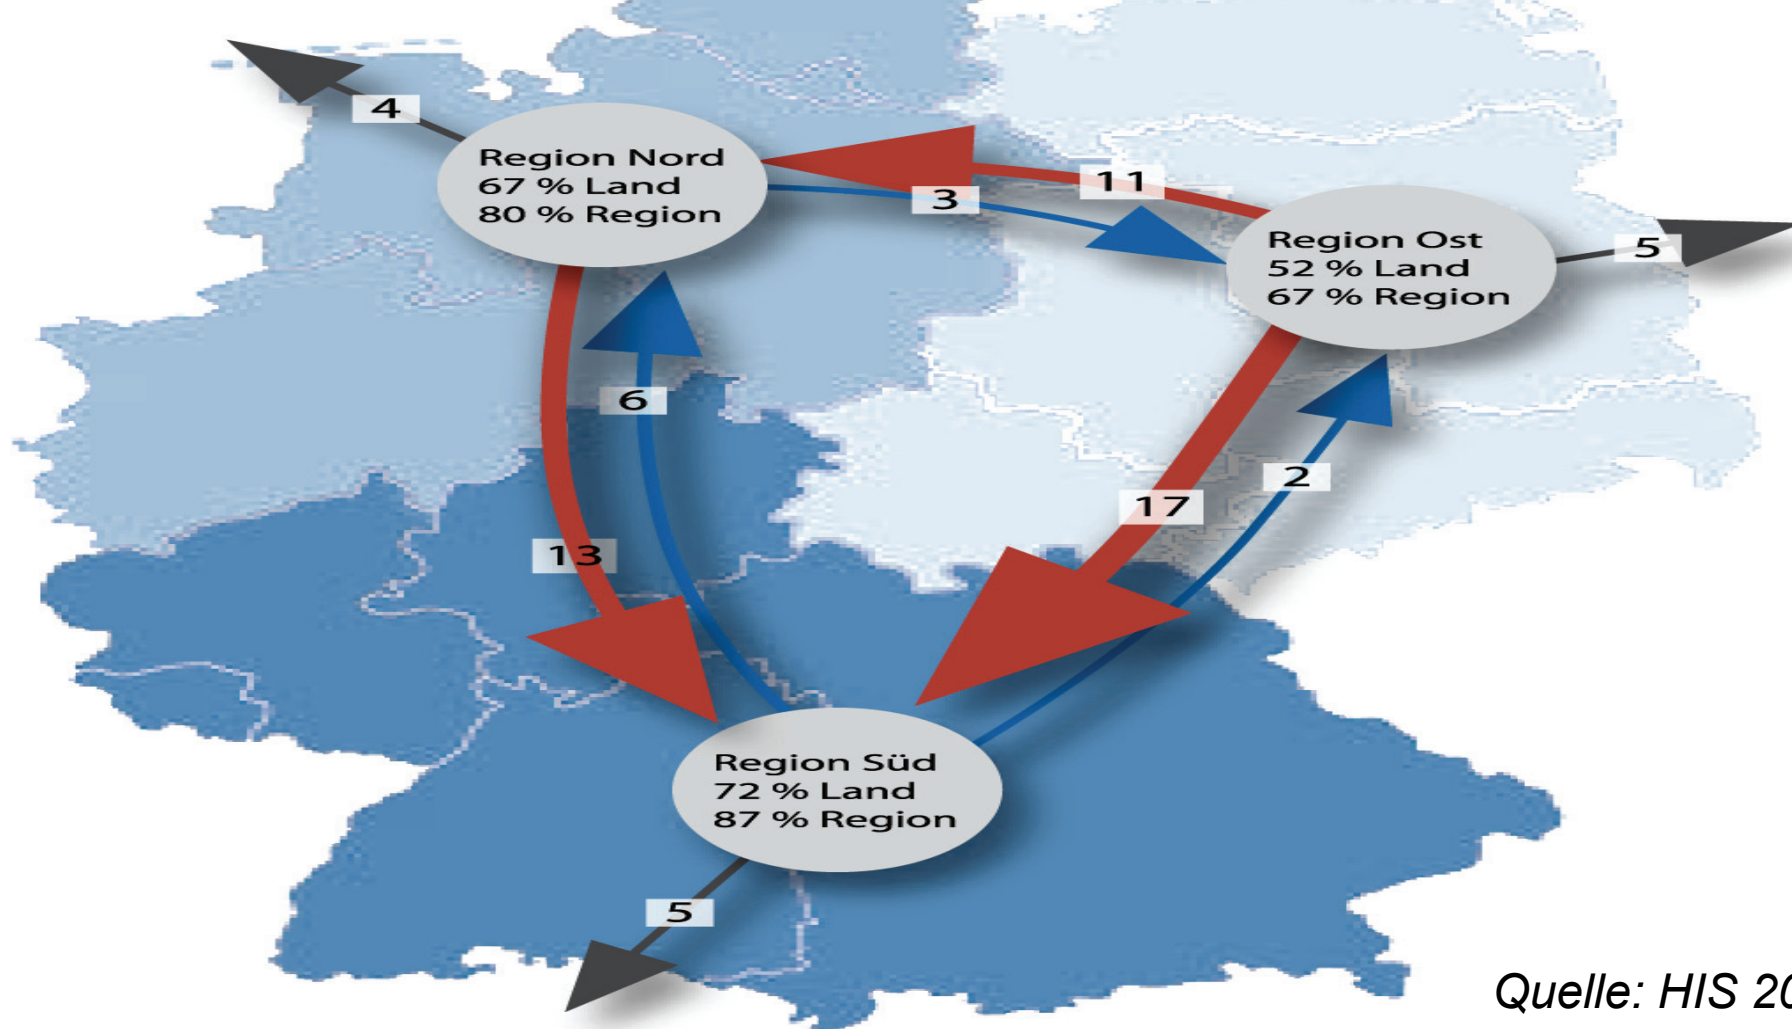 4
Region Nord
67 % Land
80 % Region
11
3
Region Ost
52 % Land
67 % Region
5
6
2
17
13
Region Süd
72 % Land
87 % Region
5
Quelle: HIS